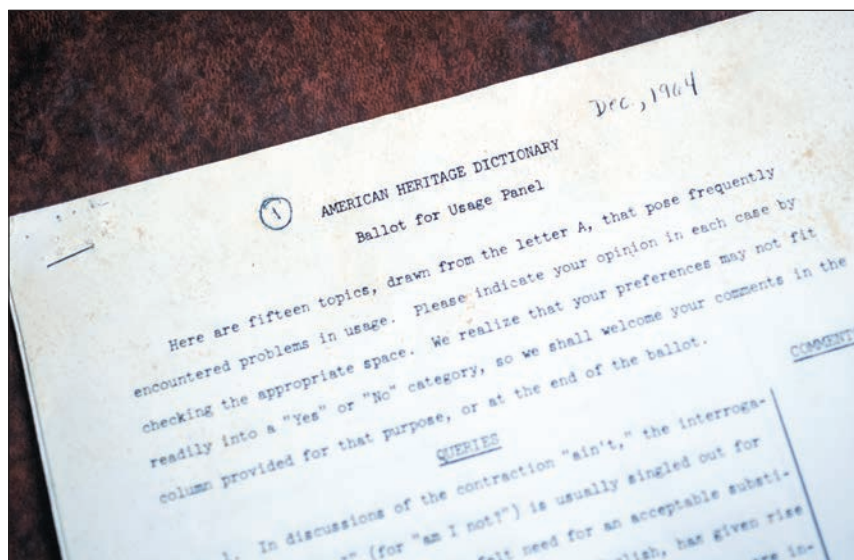 Dec., 1964
1
AMERICAN HERITAGE DICTIONARY
Ballot for Usage Panel
Here are fifteen topics, drawn from the letter A, that pose frequently
encountered problems in usage. Please indicate your opinion in each case by
checking the appropriate space. We realize that your preferences may not fit
readily into a "Yes" or "No" category, so we shall welcome your comments in the
column provided for that purpose, or at the end of the ballot.
COMMENT
QUERIES
1. In discussions of the contraction "ain't," the interroga-
(for "am I not?") is usually singled out for
felt need for an acceptable substi-
has given rise
in-